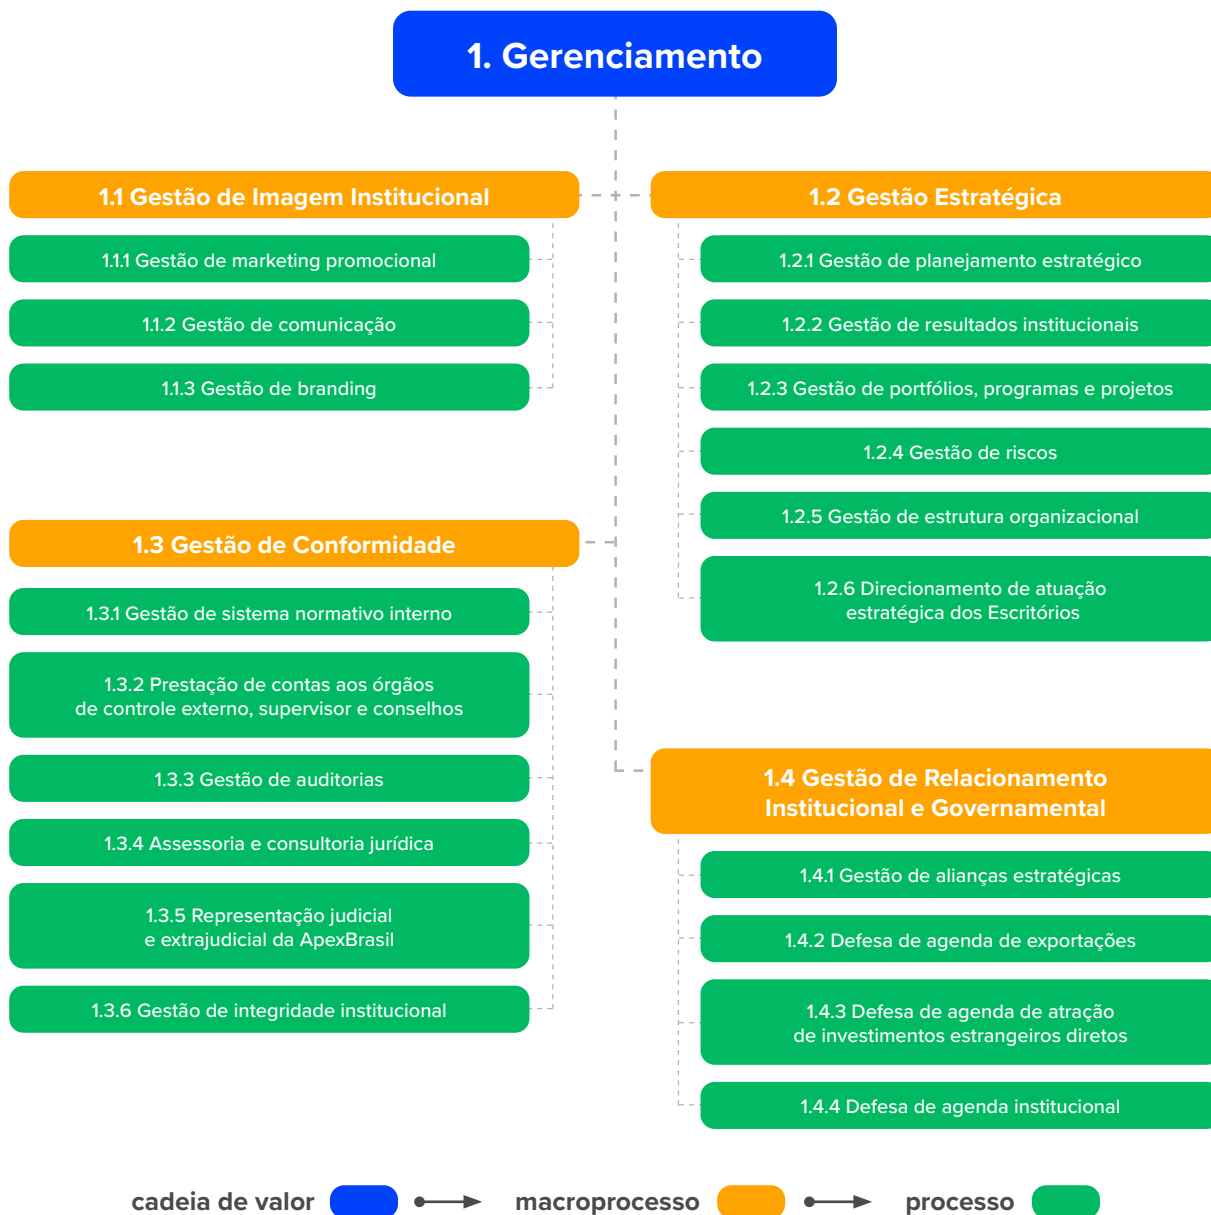 1. Gerenciamento
1.1 Gestão de Imagem Institucional
1.1.1 Gestão de marketing promocional
1.1.2 Gestão de comunicação
1.1.3 Gestão de branding
1.2 Gestão Estratégica
1.2.1 Gestão de planejamento estratégico
1.2.2 Gestão de resultados institucionais
1.2.3 Gestão de portfólios, programas e projetos
1.2.4 Gestão de riscos
1.2.5 Gestão de estrutura organizacional
1.2.6 Direcionamento de atuação
estratégica dos Escritórios
1.3 Gestão de Conformidade
1.3.1 Gestão de sistema normativo interno
1.3.2 Prestação de contas aos órgãos
de controle externo, supervisor e conselhos
1.3.3 Gestão de auditorias
1.3.4 Assessoria e consultoria jurídica
1.3.5 Representação judicial
e extrajudicial da ApexBrasil
1.3.6 Gestão de integridade institucional
1.4 Gestão de Relacionamento
Institucional e Governamental
1.4.1 Gestão de alianças estratégicas
1.4.2 Defesa de agenda de exportações
1.4.3 Defesa de agenda de atração
de investimentos estrangeiros diretos
1.4.4 Defesa de agenda institucional
cadeia de valor
macroprocesso
processo